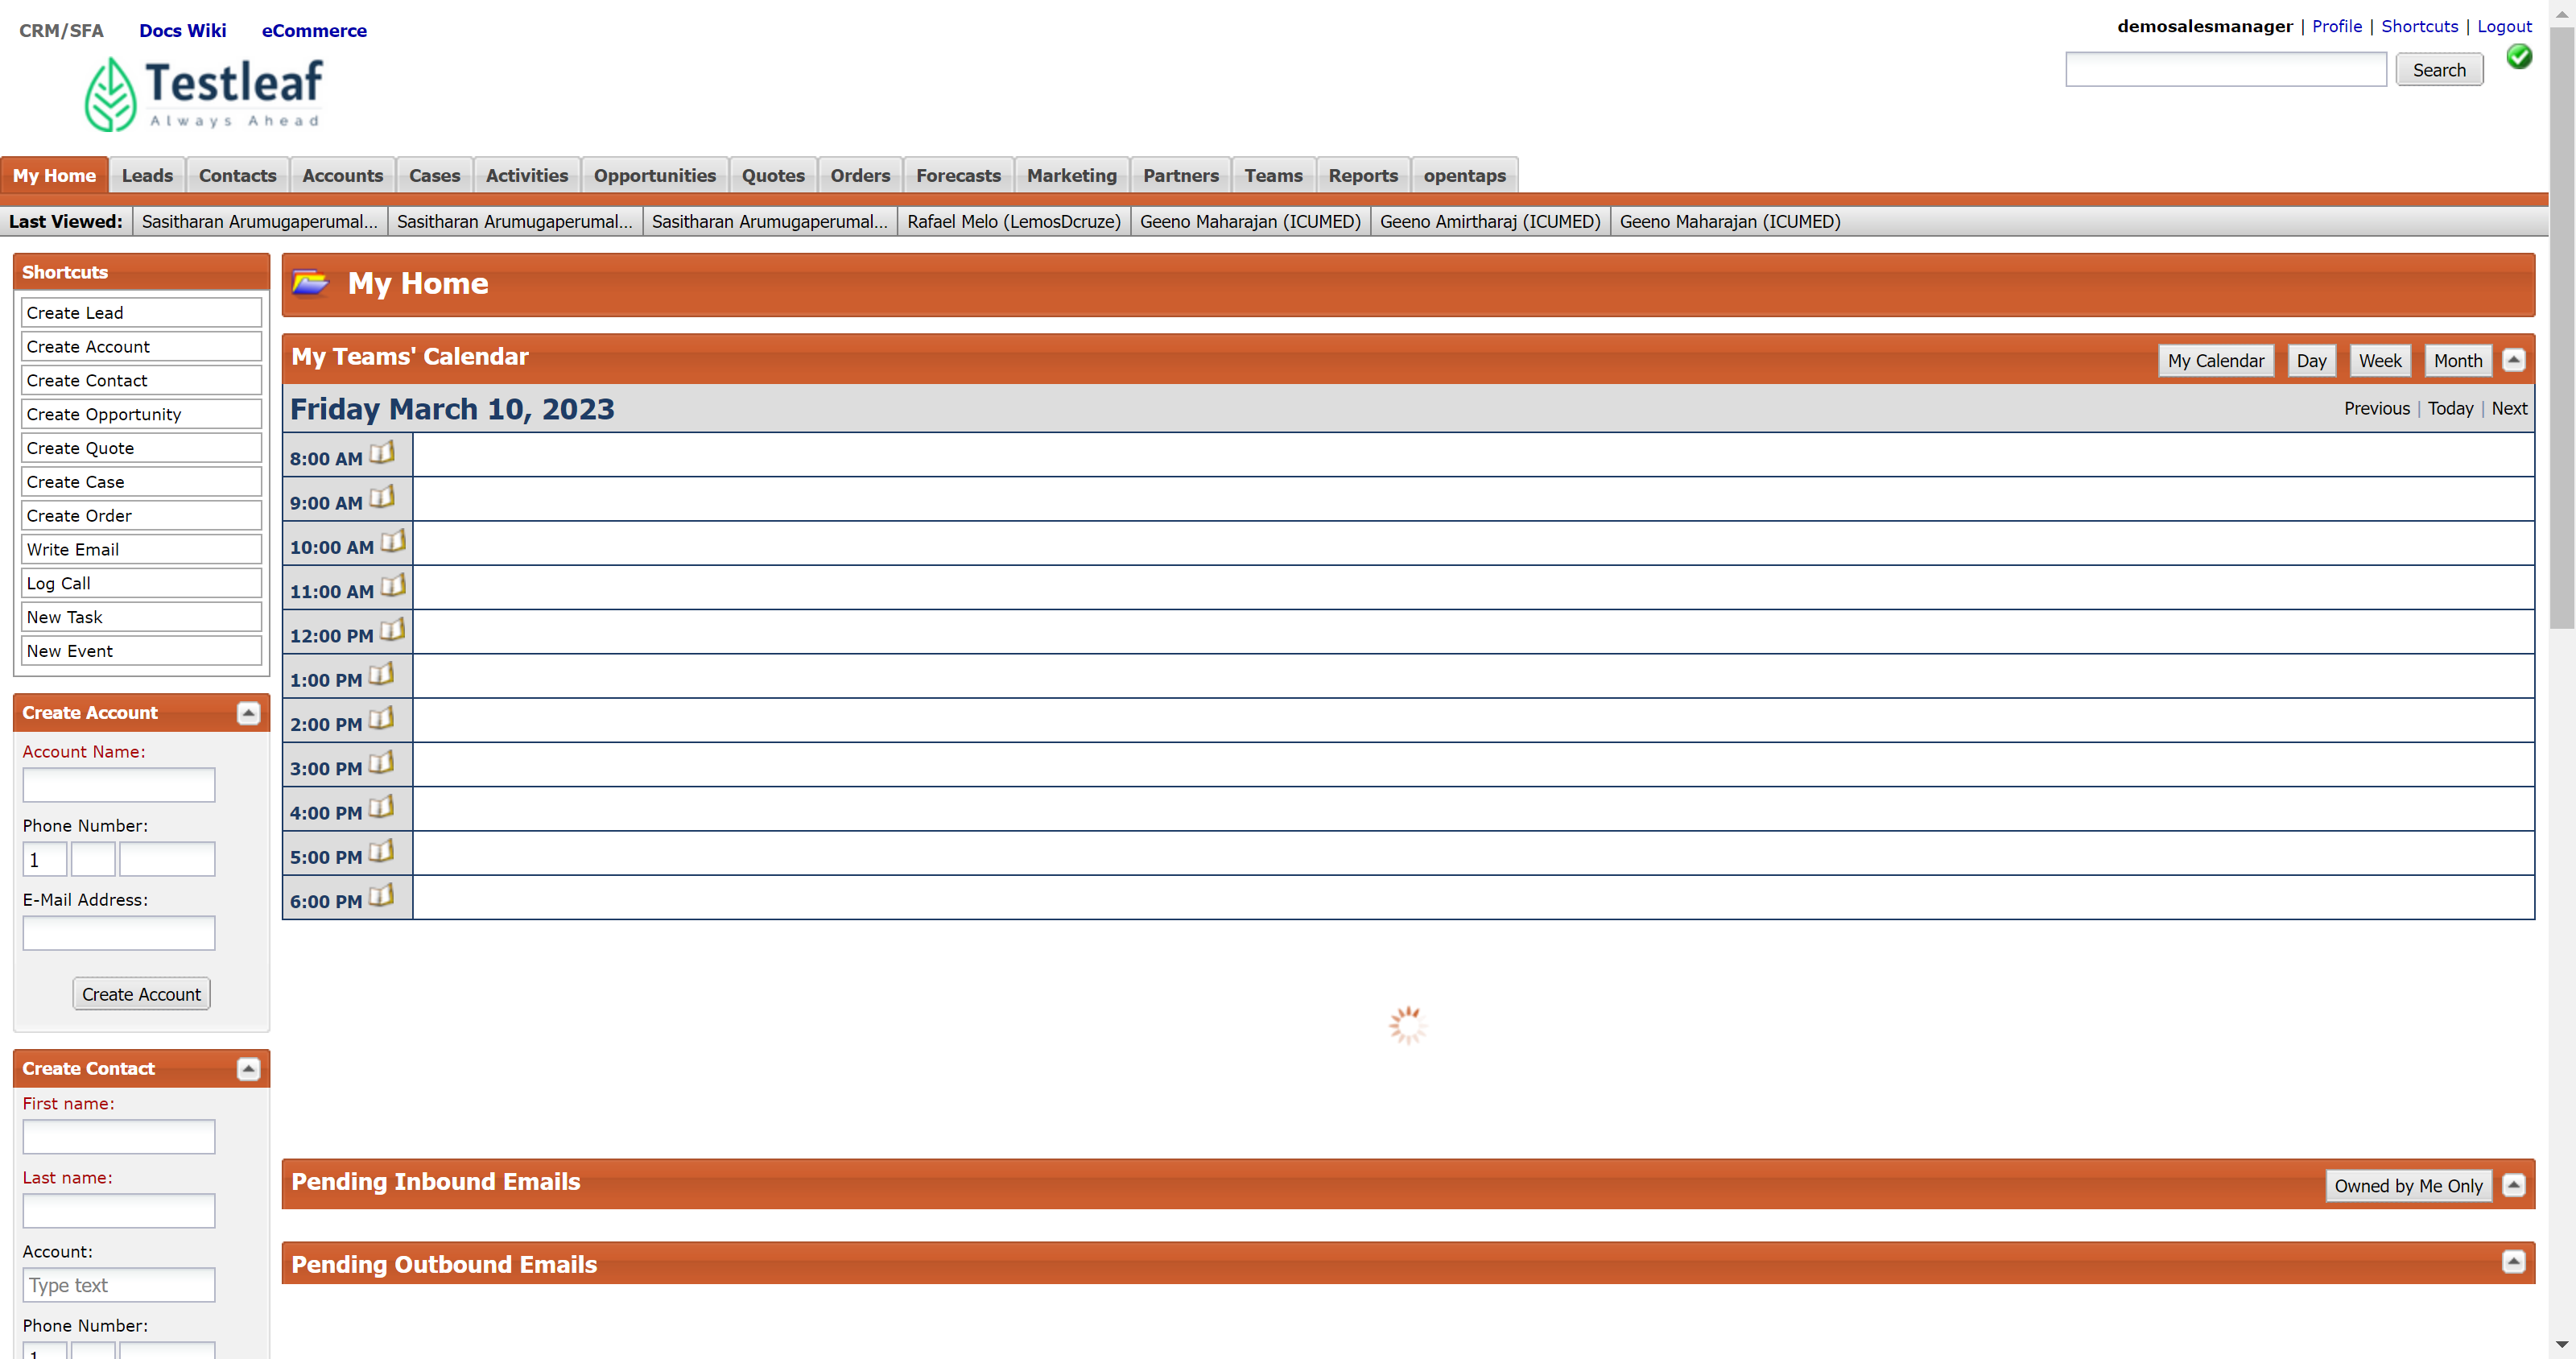 CRM/SFA Docs Wiki eCommerce
demosalesmanager | Profile | Shortcuts | Logout
Testleaf
Always Ahead
Search
My Home Leads Contacts Accounts Cases Activities Opportunities Quotes Orders Forecasts Marketing Partners Teams Reports opentaps
Last Viewed: Sasitharan Arumugaperumal... Sasitharan Arumugaperumal... Sasitharan Arumugaperumal... Rafael Melo (LemosDcruze) Geeno Maharajan (ICUMED) Geeno Amirtharaj (ICUMED) Geeno Maharajan (ICUMED)
Shortcuts
Create Lead
Create Account
Create Contact
Create Opportunity
Create Quote
Create Case
Create Order
Write Email
Log Call
New Task
New Event
Create Account
Account Name:
Phone Number:
1
E-Mail Address:
Create Account
Create Contact
First name:
Last name:
Account:
Type text
Phone Number:
1
My Home
My Teams' Calendar
My Calendar Day Week Month
Friday March 10, 2023
Previous | Today | Next
8:00 AM
9:00 AM
10:00 AM
11:00 AM
12:00 PM
1:00 PM
2:00 PM
3:00 PM
4:00 PM
5:00 PM
6:00 PM
Pending Inbound Emails
Owned by Me Only
Pending Outbound Emails